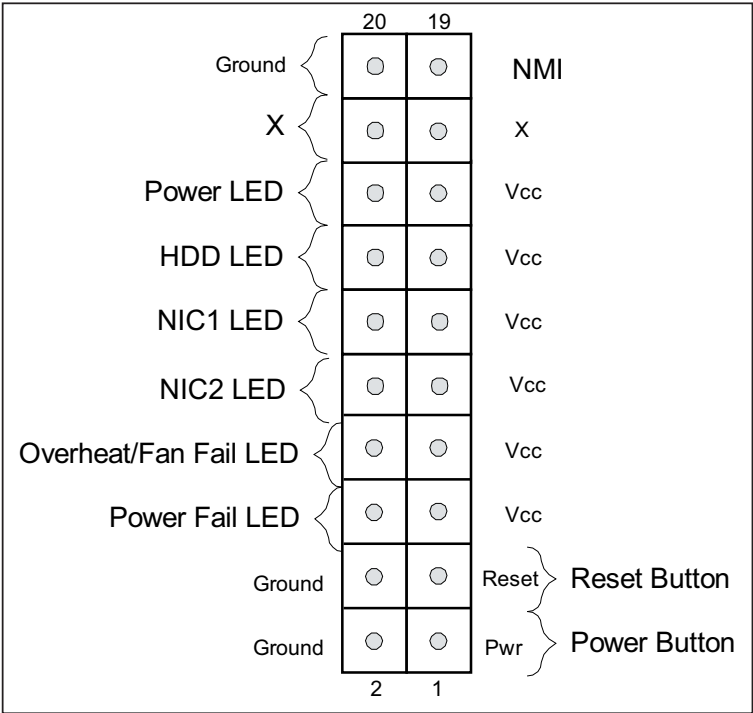 20 19
Ground NMI
X X
Power LED Vcc
HDD LED Vcc
NIC1 LED Vcc
NIC2 LED Vcc
Overheat/Fan Fail LED Vcc
Power Fail LED Vcc
Ground Reset Reset Button
Ground Pwr Power Button
2 1